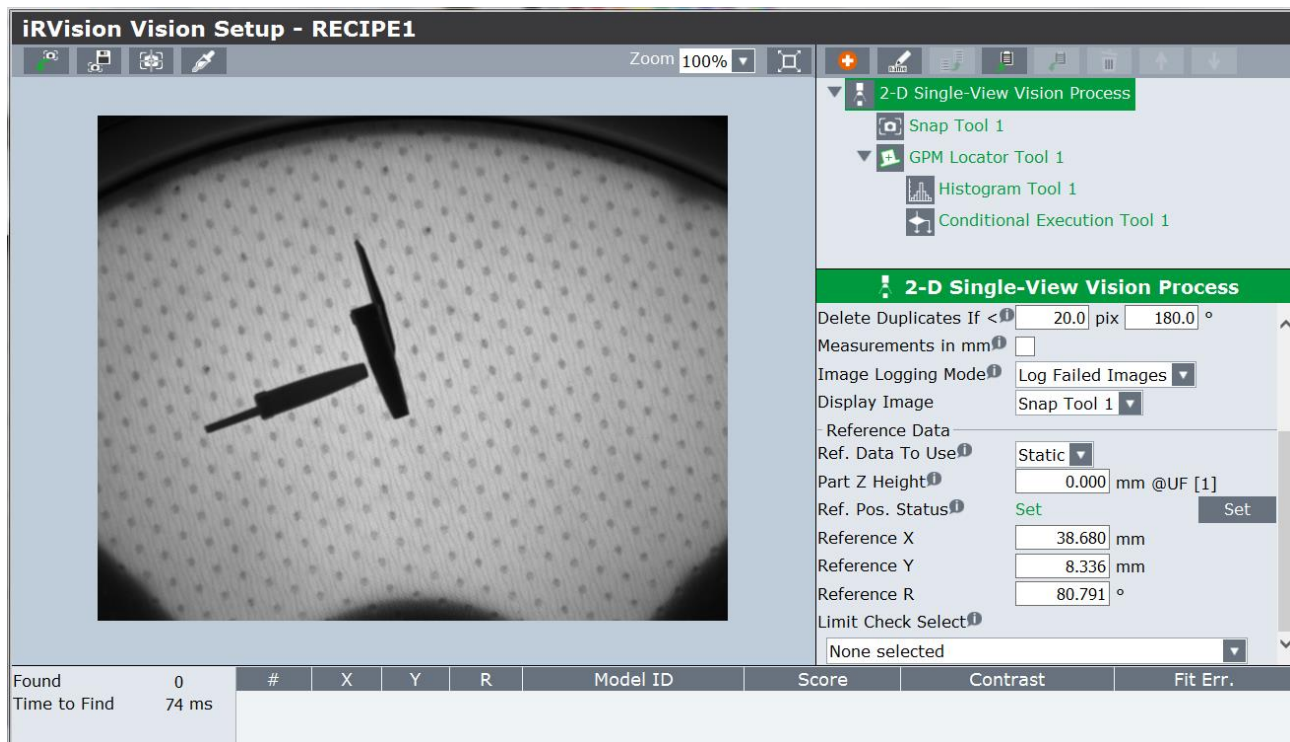 iRVision Vision Setup - RECIPE1
Zoom 100%
2-D Single-View Vision Process
Snap Tool 1
GPM Locator Tool 1
Histogram Tool 1
Conditional Execution Tool 1
2-D Single-View Vision Process
Delete Duplicates If < 20.0 pix 180.0 °
Measurements in mm
Image Logging Mode Log Failed Images
Display Image Snap Tool 1
Reference Data
Ref. Data To Use Static
Part Z Height 0.000 mm @UF [1]
Ref. Pos. Status Set Set
Reference X 38.680 mm
Reference Y 8.336 mm
Reference R 80.791 °
Limit Check Select
None selected
Found 0 # X Y R Model ID Score Contrast Fit Err.
Time to Find 74 ms